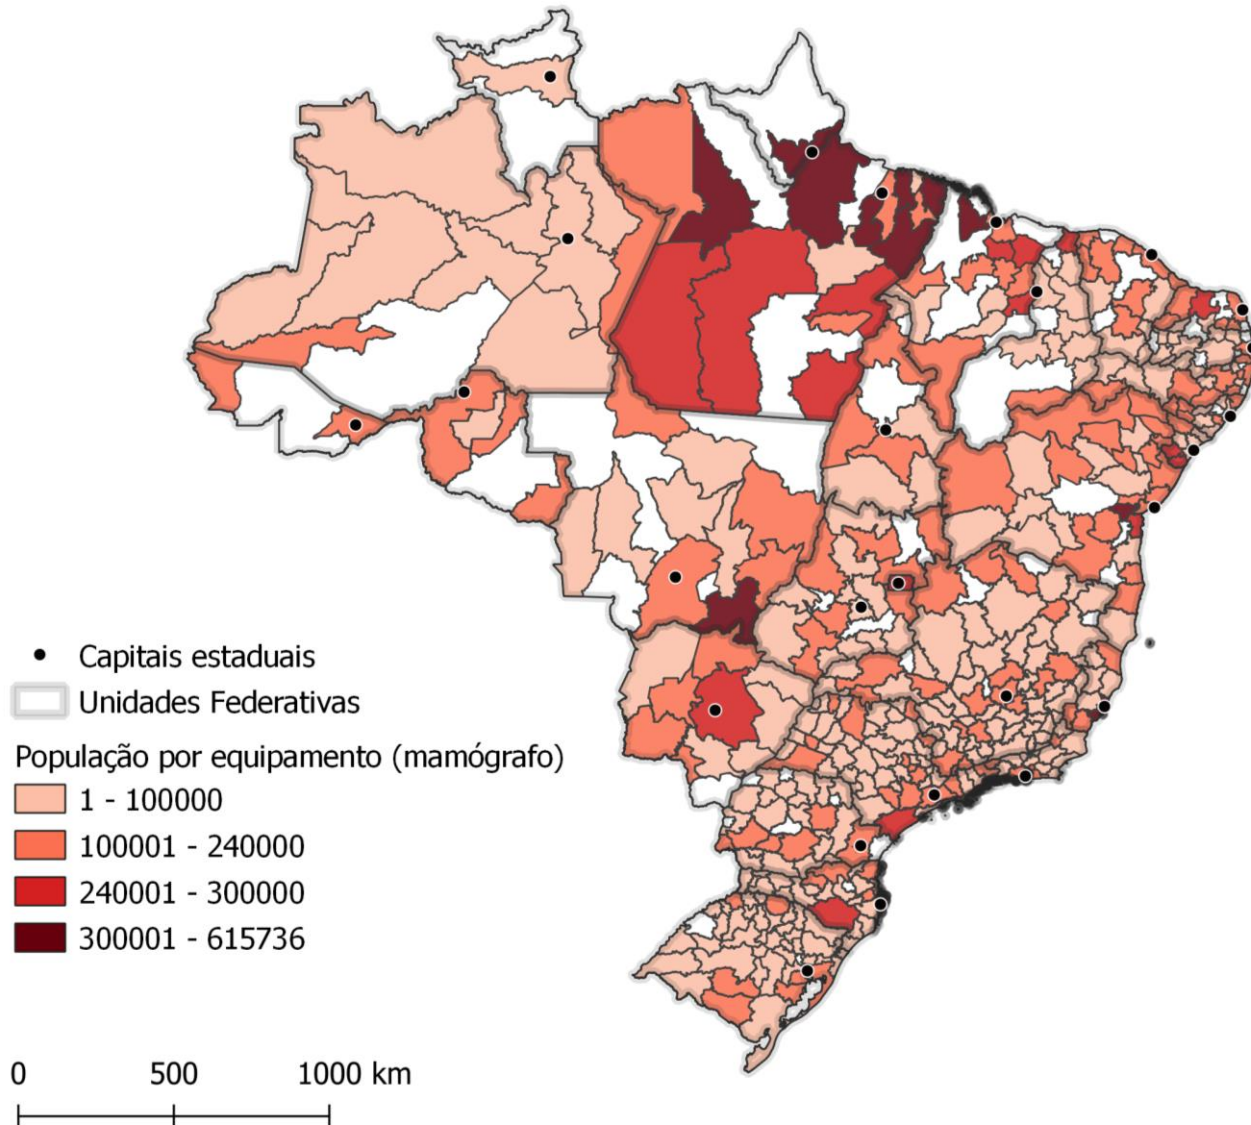 Capitais estaduais
Unidades Federativas
População por equipamento (mamógrafo)
1 - 100000
100001 - 240000
240001 - 300000
300001 - 615736
0 500 1000 km